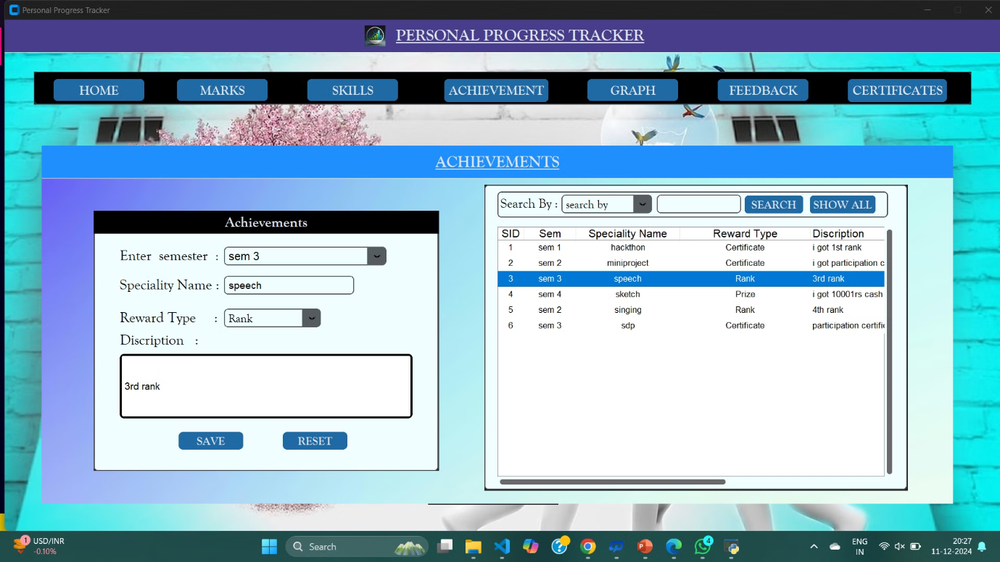 Personal Progress Tracker
PERSONAL PROGRESS TRACKER
HOME MARKS SKILLS ACHIEVEMENT GRAPH FEEDBACK CERTIFICATES
ACHIEVEMENTS
Achievements
Enter semester : sem 3
Speciality Name : speech
Reward Type : Rank
Discription :
3rd rank
SAVE RESET
Search By : search by SEARCH SHOW ALL
SID Sem Speciality Name Reward Type Discription
1 sem 1 hackthon Certificate i got 1st rank
2 sem 2 miniproject Certificate i got participation c
3 sem 3 speech Rank 3rd rank
4 sem 4 sketch Prize i got 10001rs cash
5 sem 2 singing Rank 4th rank
6 sem 3 sdp Certificate participation certific
1 USD/INR
-0.10%
Search
4
ENG
IN
20:27
11-12-2024